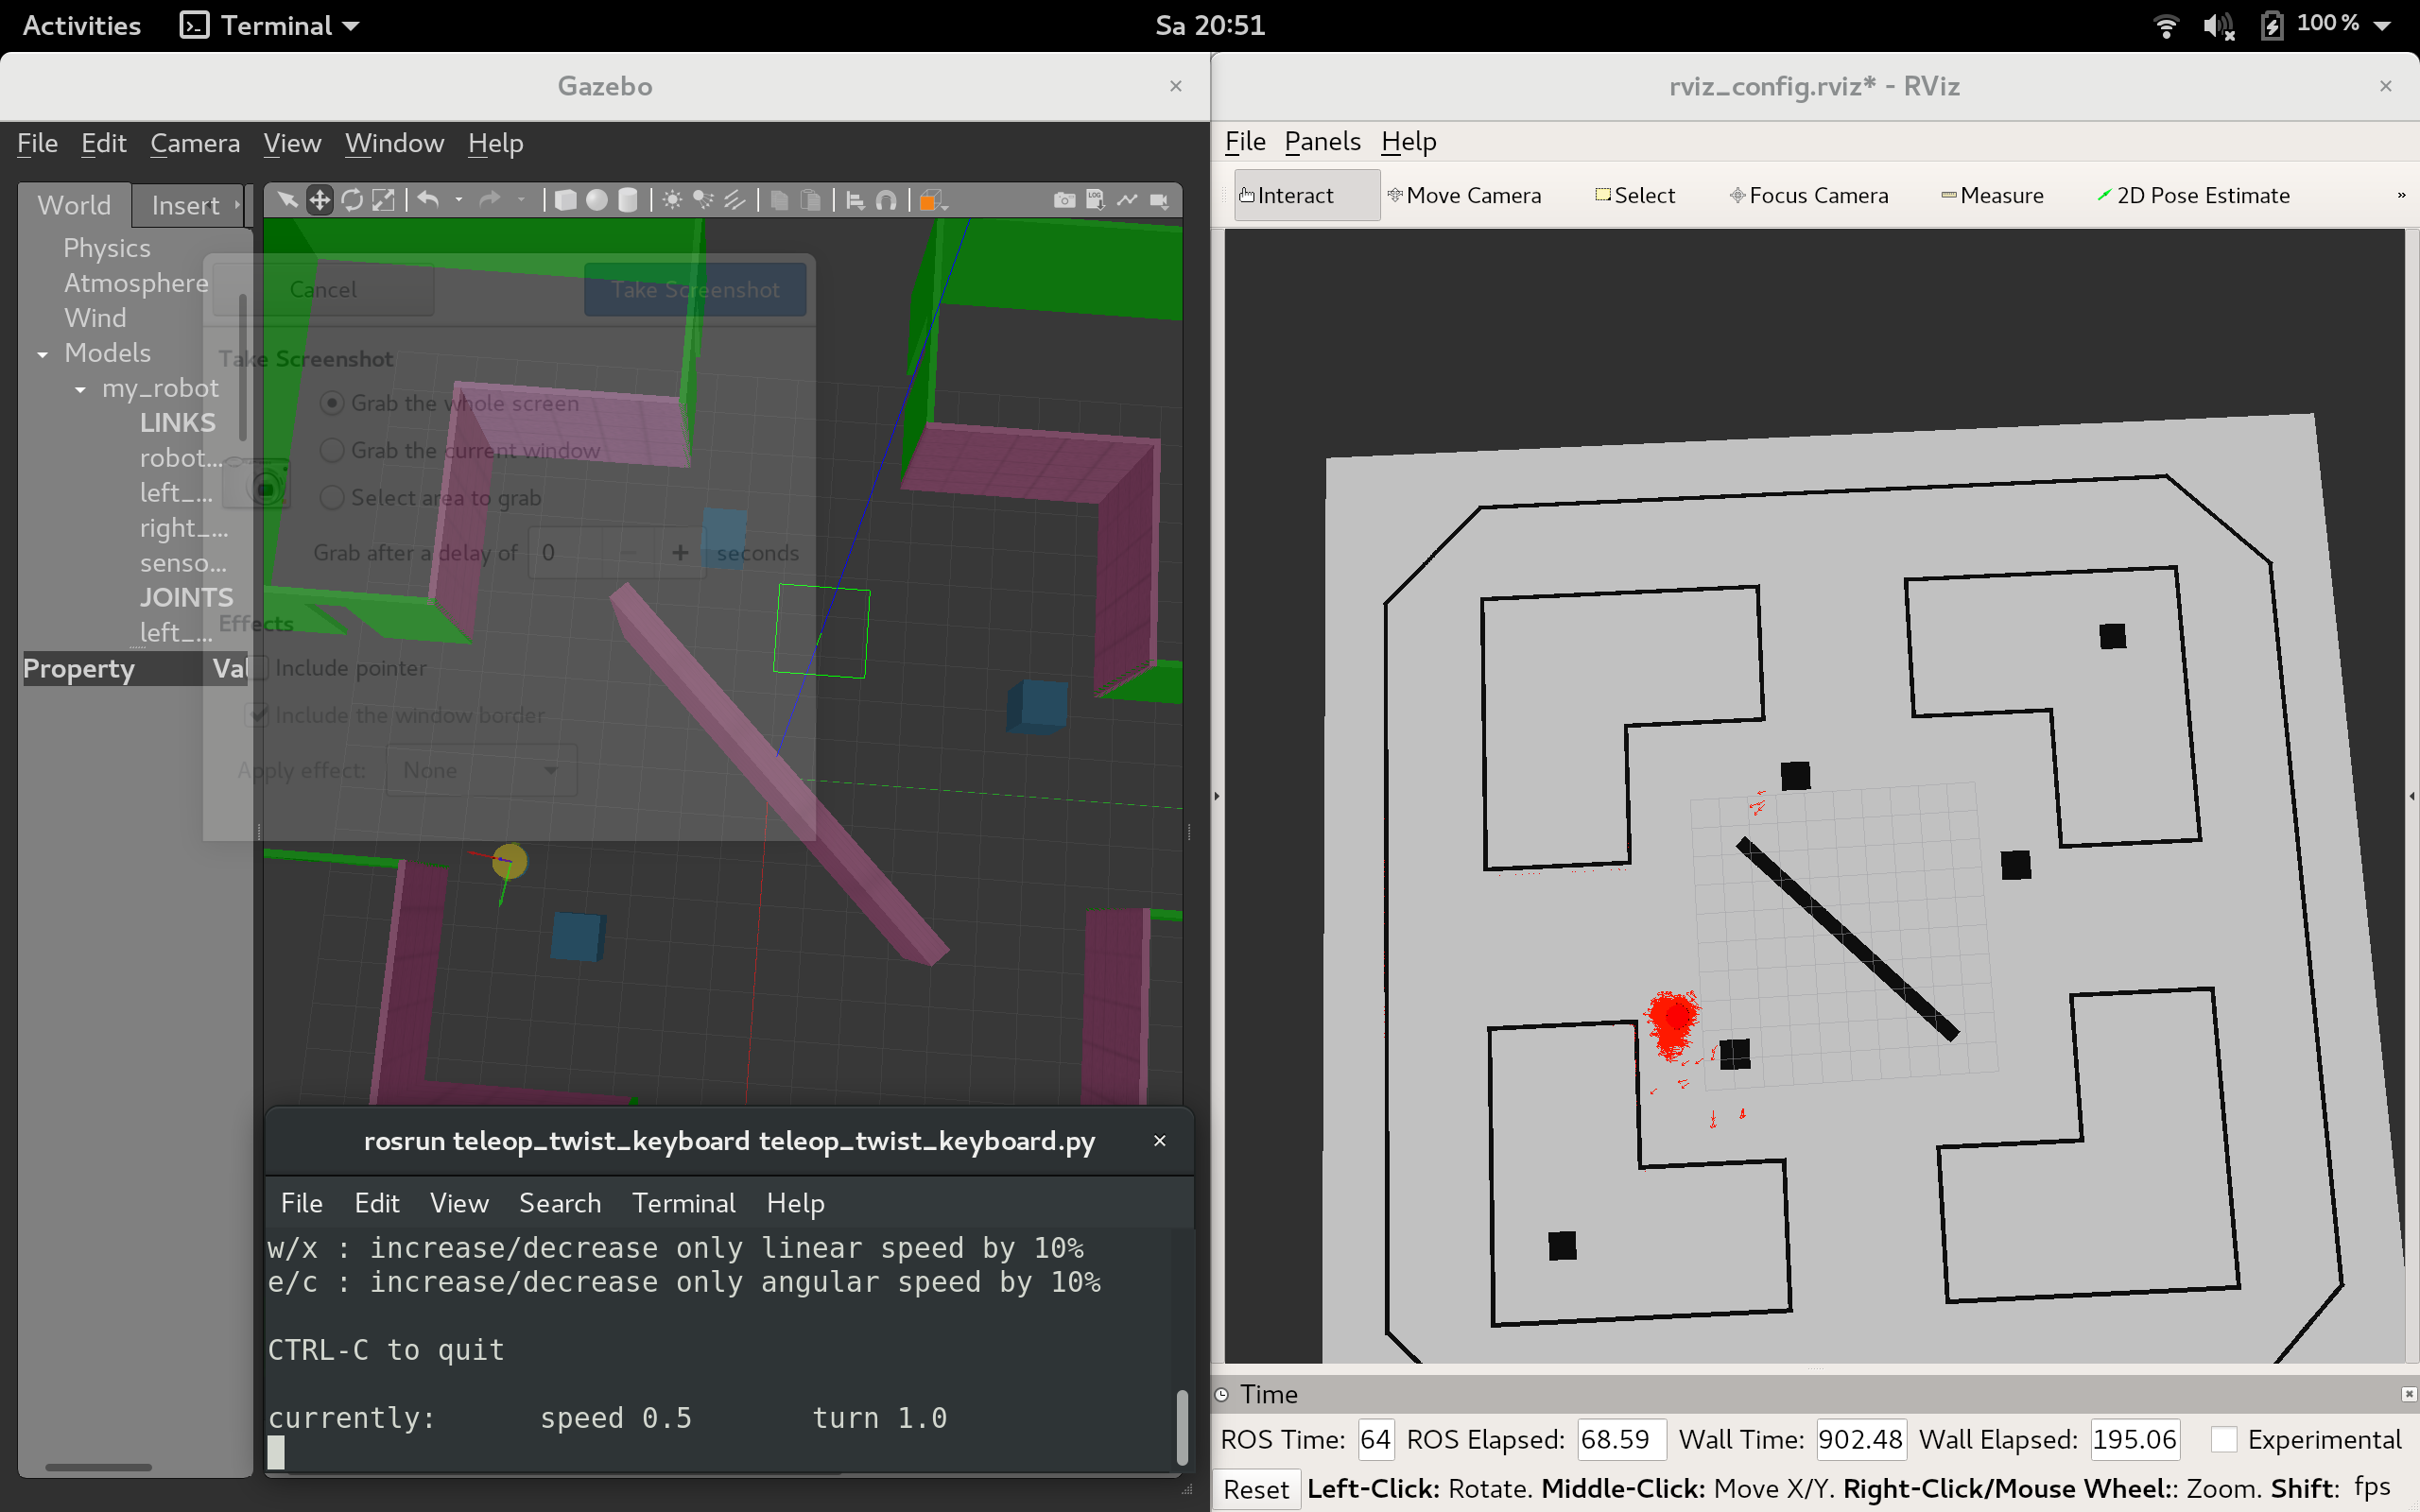 Activities Terminal Sa 20:51 100 %
Gazebo
File Edit Camera View Window Help
World Insert
Physics
Atmosphere
Wind
Models
my_robot
LINKS
robot...
left_...
right_...
senso...
JOINTS
left_...
Property Val
Cancel Take Screenshot
Take Screenshot
Grab the whole screen
Grab the current window
Select area to grab
Grab after a delay of 0 − + seconds
Effects
Include pointer
Include the window border
Apply effect: None
rosrun teleop_twist_keyboard teleop_twist_keyboard.py
File Edit View Search Terminal Help
w/x : increase/decrease only linear speed by 10%
e/c : increase/decrease only angular speed by 10%
CTRL-C to quit
currently: speed 0.5 turn 1.0
rviz_config.rviz* - RViz
File Panels Help
Interact Move Camera Select Focus Camera Measure 2D Pose Estimate »
Time
ROS Time: 64 ROS Elapsed: 68.59 Wall Time: 902.48 Wall Elapsed: 195.06 Experimental
Reset Left-Click: Rotate. Middle-Click: Move X/Y. Right-Click/Mouse Wheel:: Zoom. Shift: fps